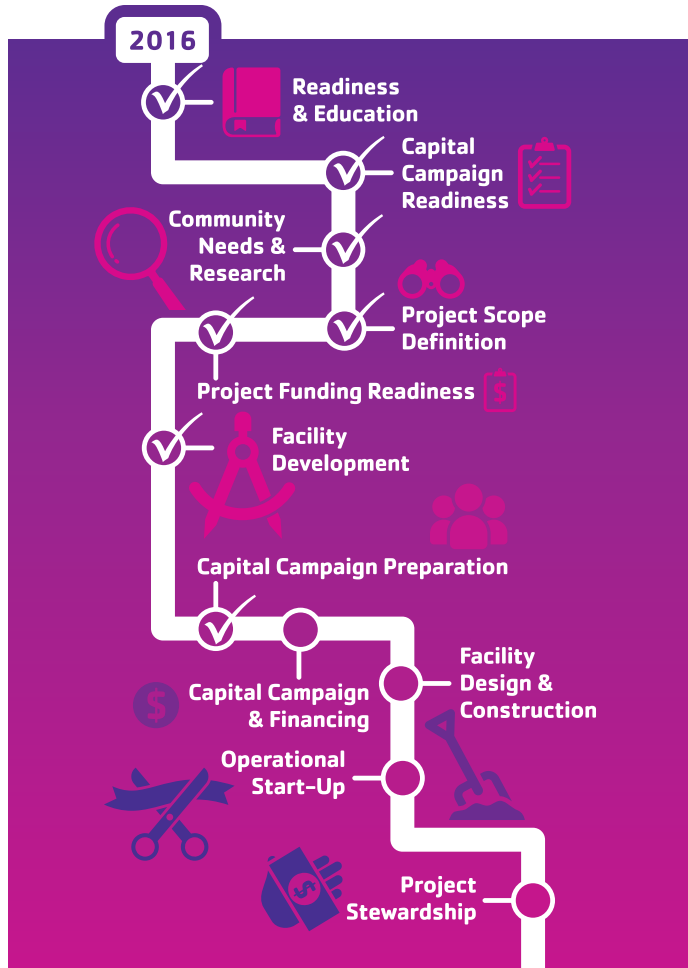 2016
Readiness
& Education
Capital
Campaign
Readiness
Community
Needs &
Research
Project Scope
Definition
Project Funding Readiness
$
Facility
Development
Capital Campaign Preparation
Capital Campaign
& Financing
$
Facility
Design &
Construction
Operational
Start-Up
$
Project
Stewardship